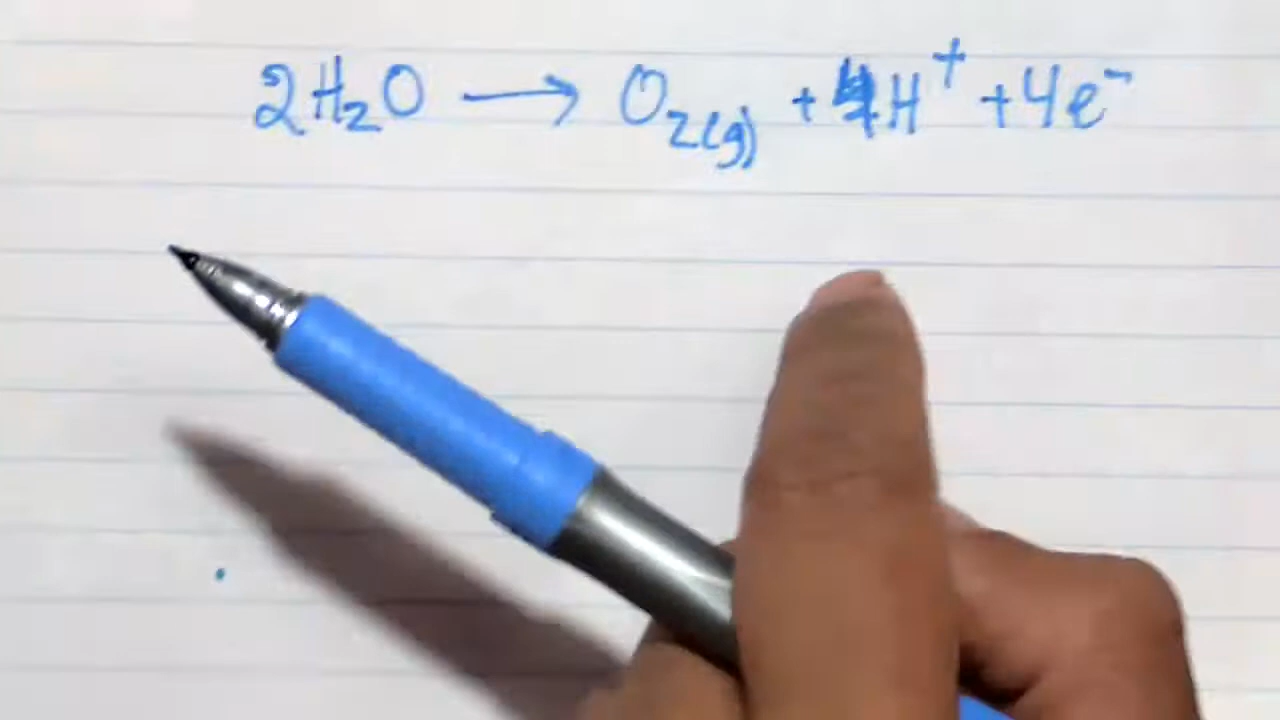 2H₂O → O₂(g) + 4H⁺ + 4e⁻